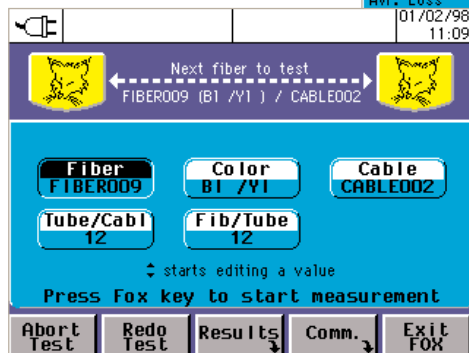 Avr. Loss
01/02/98
11:09
Next fiber to test
FIBER009 (Bl /Yl ) / CABLE002
Fiber
FIBER009
Color
Bl /Yl
Cable
CABLE002
Tube/Cabl
12
Fib/Tube
12
starts editing a value
Press Fox key to start measurement
Abort
Test
Redo
Test
Results
Comm.
Exit
FOX